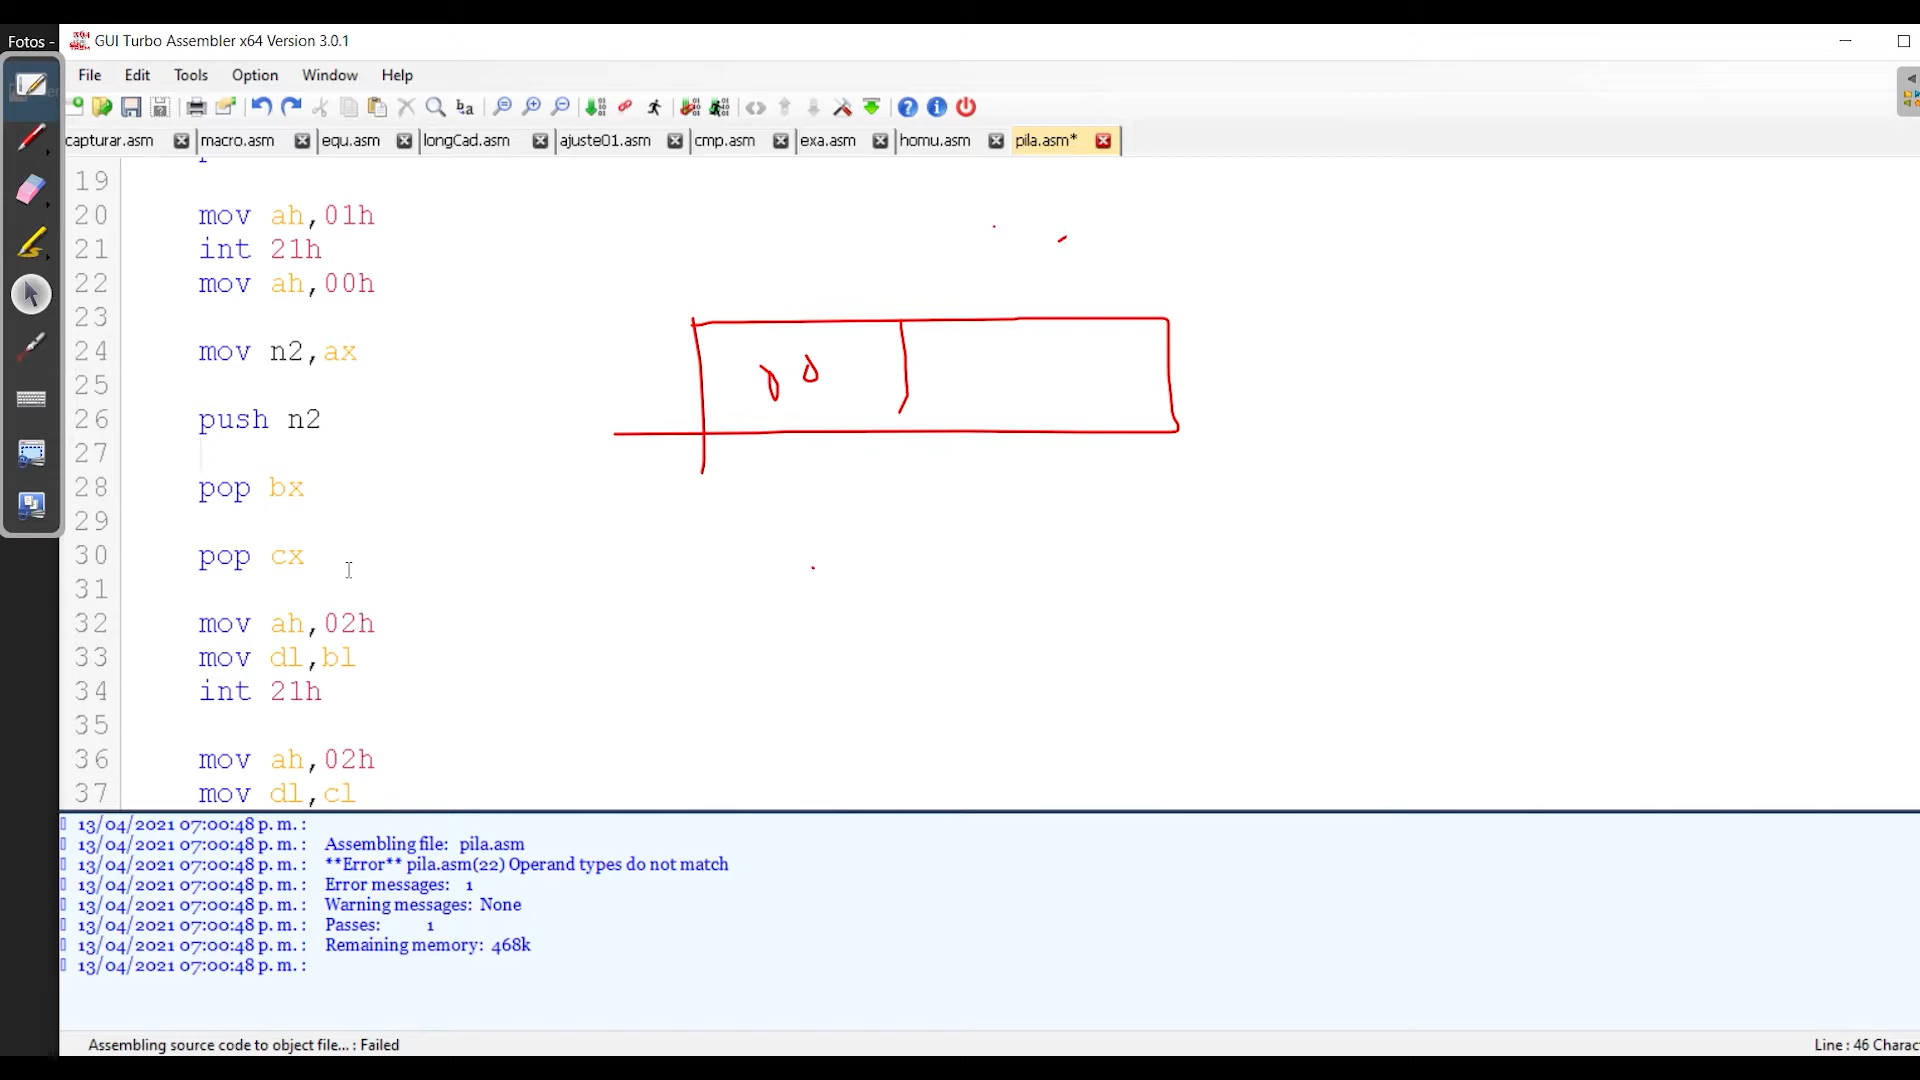 Fotos -
GUI Turbo Assembler x64 Version 3.0.1
File Edit Tools Option Window Help
capturar.asm macro.asm equ.asm longCad.asm ajuste01.asm cmp.asm exa.asm homu.asm pila.asm*
19
20 mov ah,01h
21 int 21h
22 mov ah,00h
23
24 mov n2,ax
25
26 push n2
27
28 pop bx
29
30 pop cx
31
32 mov ah,02h
33 mov dl,bl
34 int 21h
35
36 mov ah,02h
37 mov dl,cl
00
13/04/2021 07:00:48 p. m. :
13/04/2021 07:00:48 p. m. : Assembling file: pila.asm
13/04/2021 07:00:48 p. m. : **Error** pila.asm(22) Operand types do not match
13/04/2021 07:00:48 p. m. : Error messages: 1
13/04/2021 07:00:48 p. m. : Warning messages: None
13/04/2021 07:00:48 p. m. : Passes: 1
13/04/2021 07:00:48 p. m. : Remaining memory: 468k
13/04/2021 07:00:48 p. m. :
Assembling source code to object file... : Failed
Line : 46 Charac